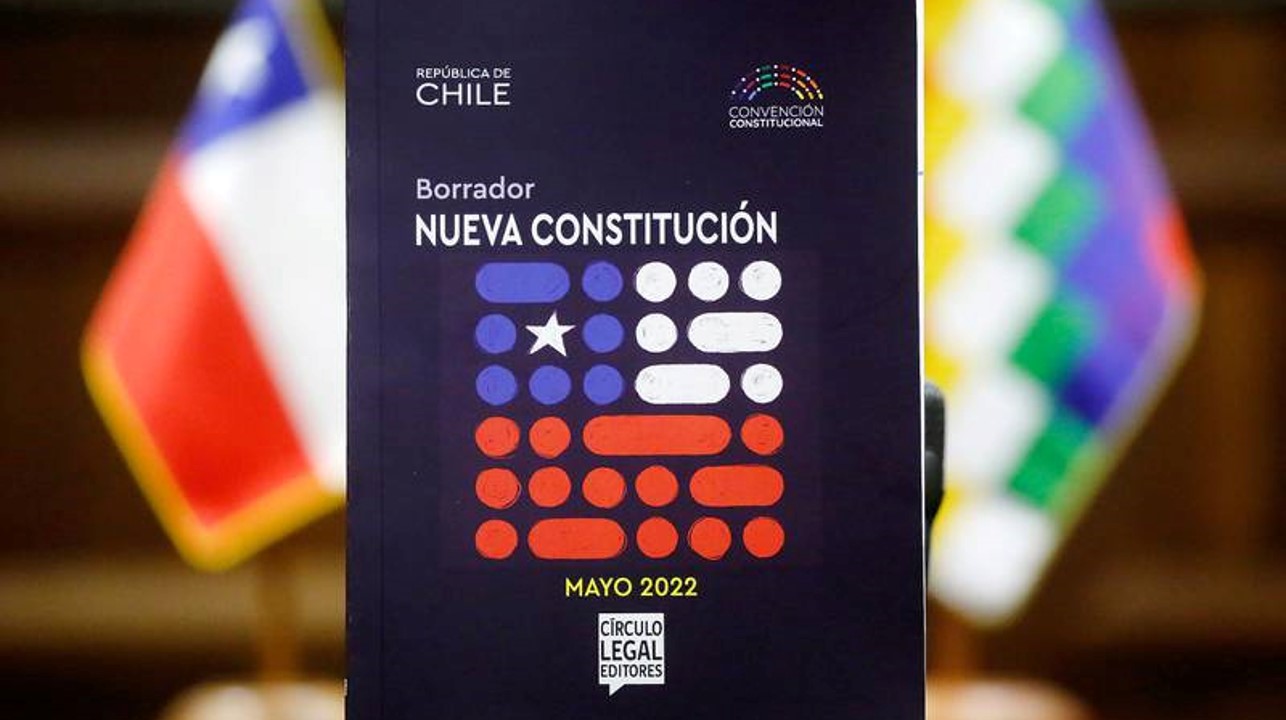 REPÚBLICA DE
CHILE
CONVENCIÓN
CONSTITUCIONAL
Borrador
NUEVA CONSTITUCIÓN
MAYO 2022
CÍRCULO
LEGAL
EDITORES